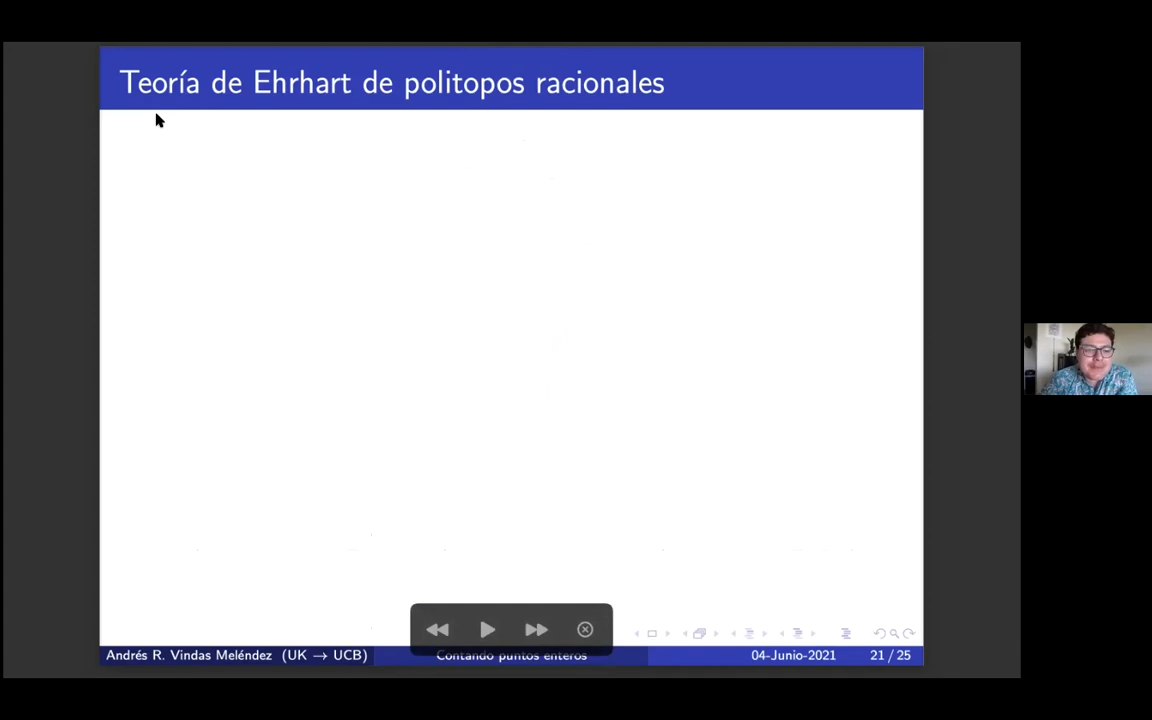 Teoría de Ehrhart de politopos racionales
Andrés R. Vindas Meléndez (UK → UCB)
Contando puntos enteros
04-Junio-2021
21 / 25